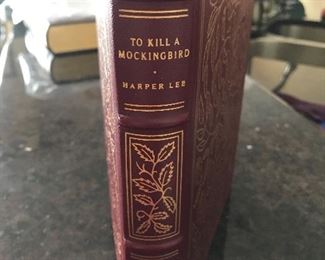 TO KILL A
MOCKINGBIRD
HARPER LEE